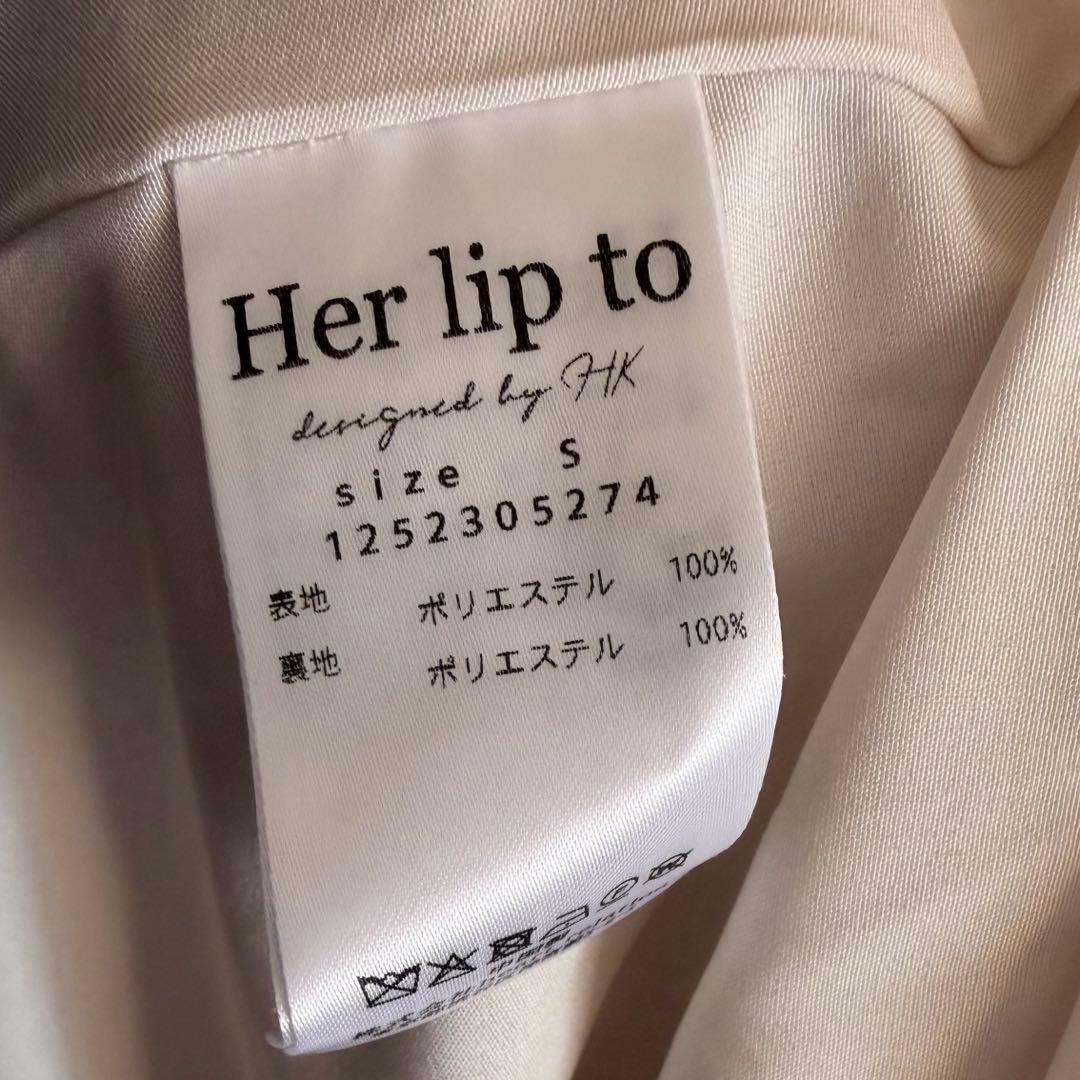 Her lip to
designed by HK
size S
1252305274
表地 ポリエステル 100%
裏地 ポリエステル 100%